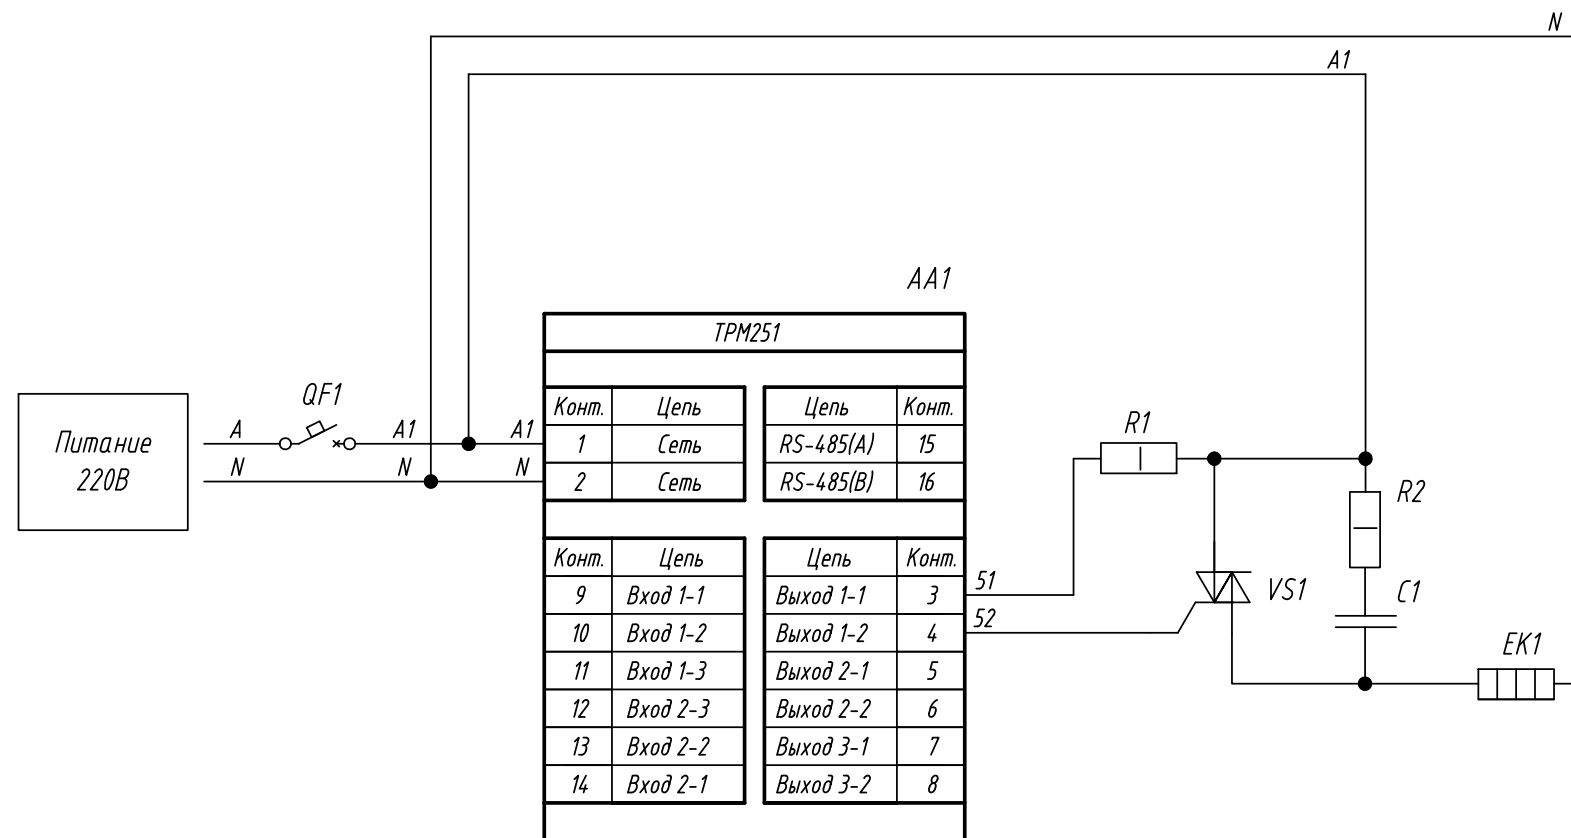 N
A1
AA1
ТРМ251
QF1
Питание
220В
A
A1
A1
N
N
N
Конт. Цепь
1 Сеть
2 Сеть
Цепь Конт.
RS-485(A) 15
RS-485(B) 16
Конт. Цепь
9 Вход 1-1
10 Вход 1-2
11 Вход 1-3
12 Вход 2-3
13 Вход 2-2
14 Вход 2-1
Цепь Конт.
Выход 1-1 3
Выход 1-2 4
Выход 2-1 5
Выход 2-2 6
Выход 3-1 7
Выход 3-2 8
51
52
R1
R2
VS1
C1
EK1